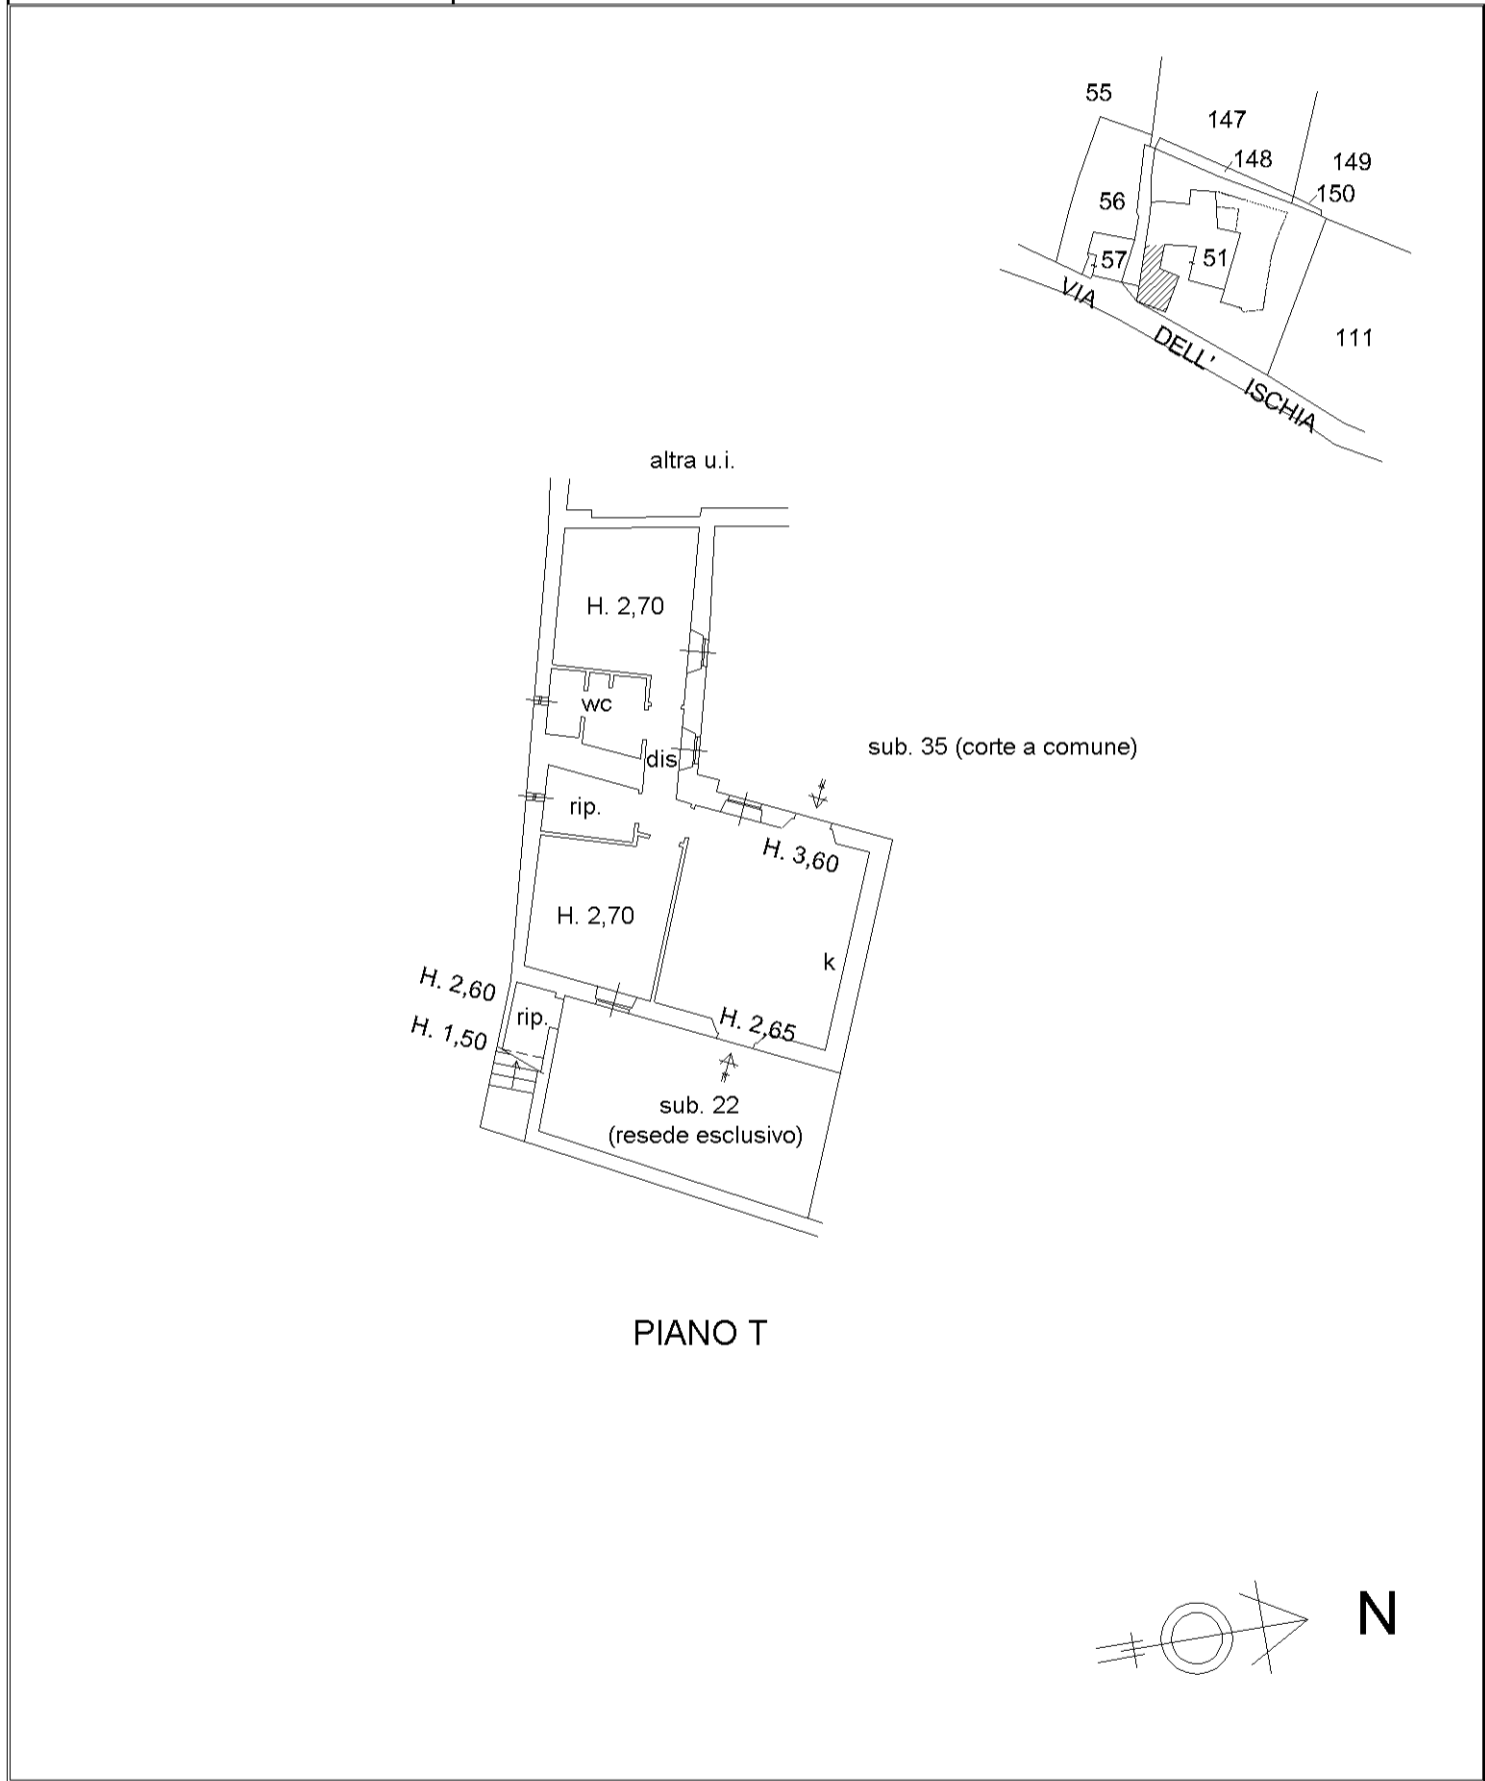 55
147
148
149
150
56
57
51
VIA DELL' ISCHIA
111
altra u.i.
H. 2,70
wc
dis
sub. 35 (corte a comune)
rip.
H. 3,60
H. 2,70
k
H. 2,60
rip.
H. 1,50
H. 2,65
sub. 22
(resede esclusivo)
PIANO T
N